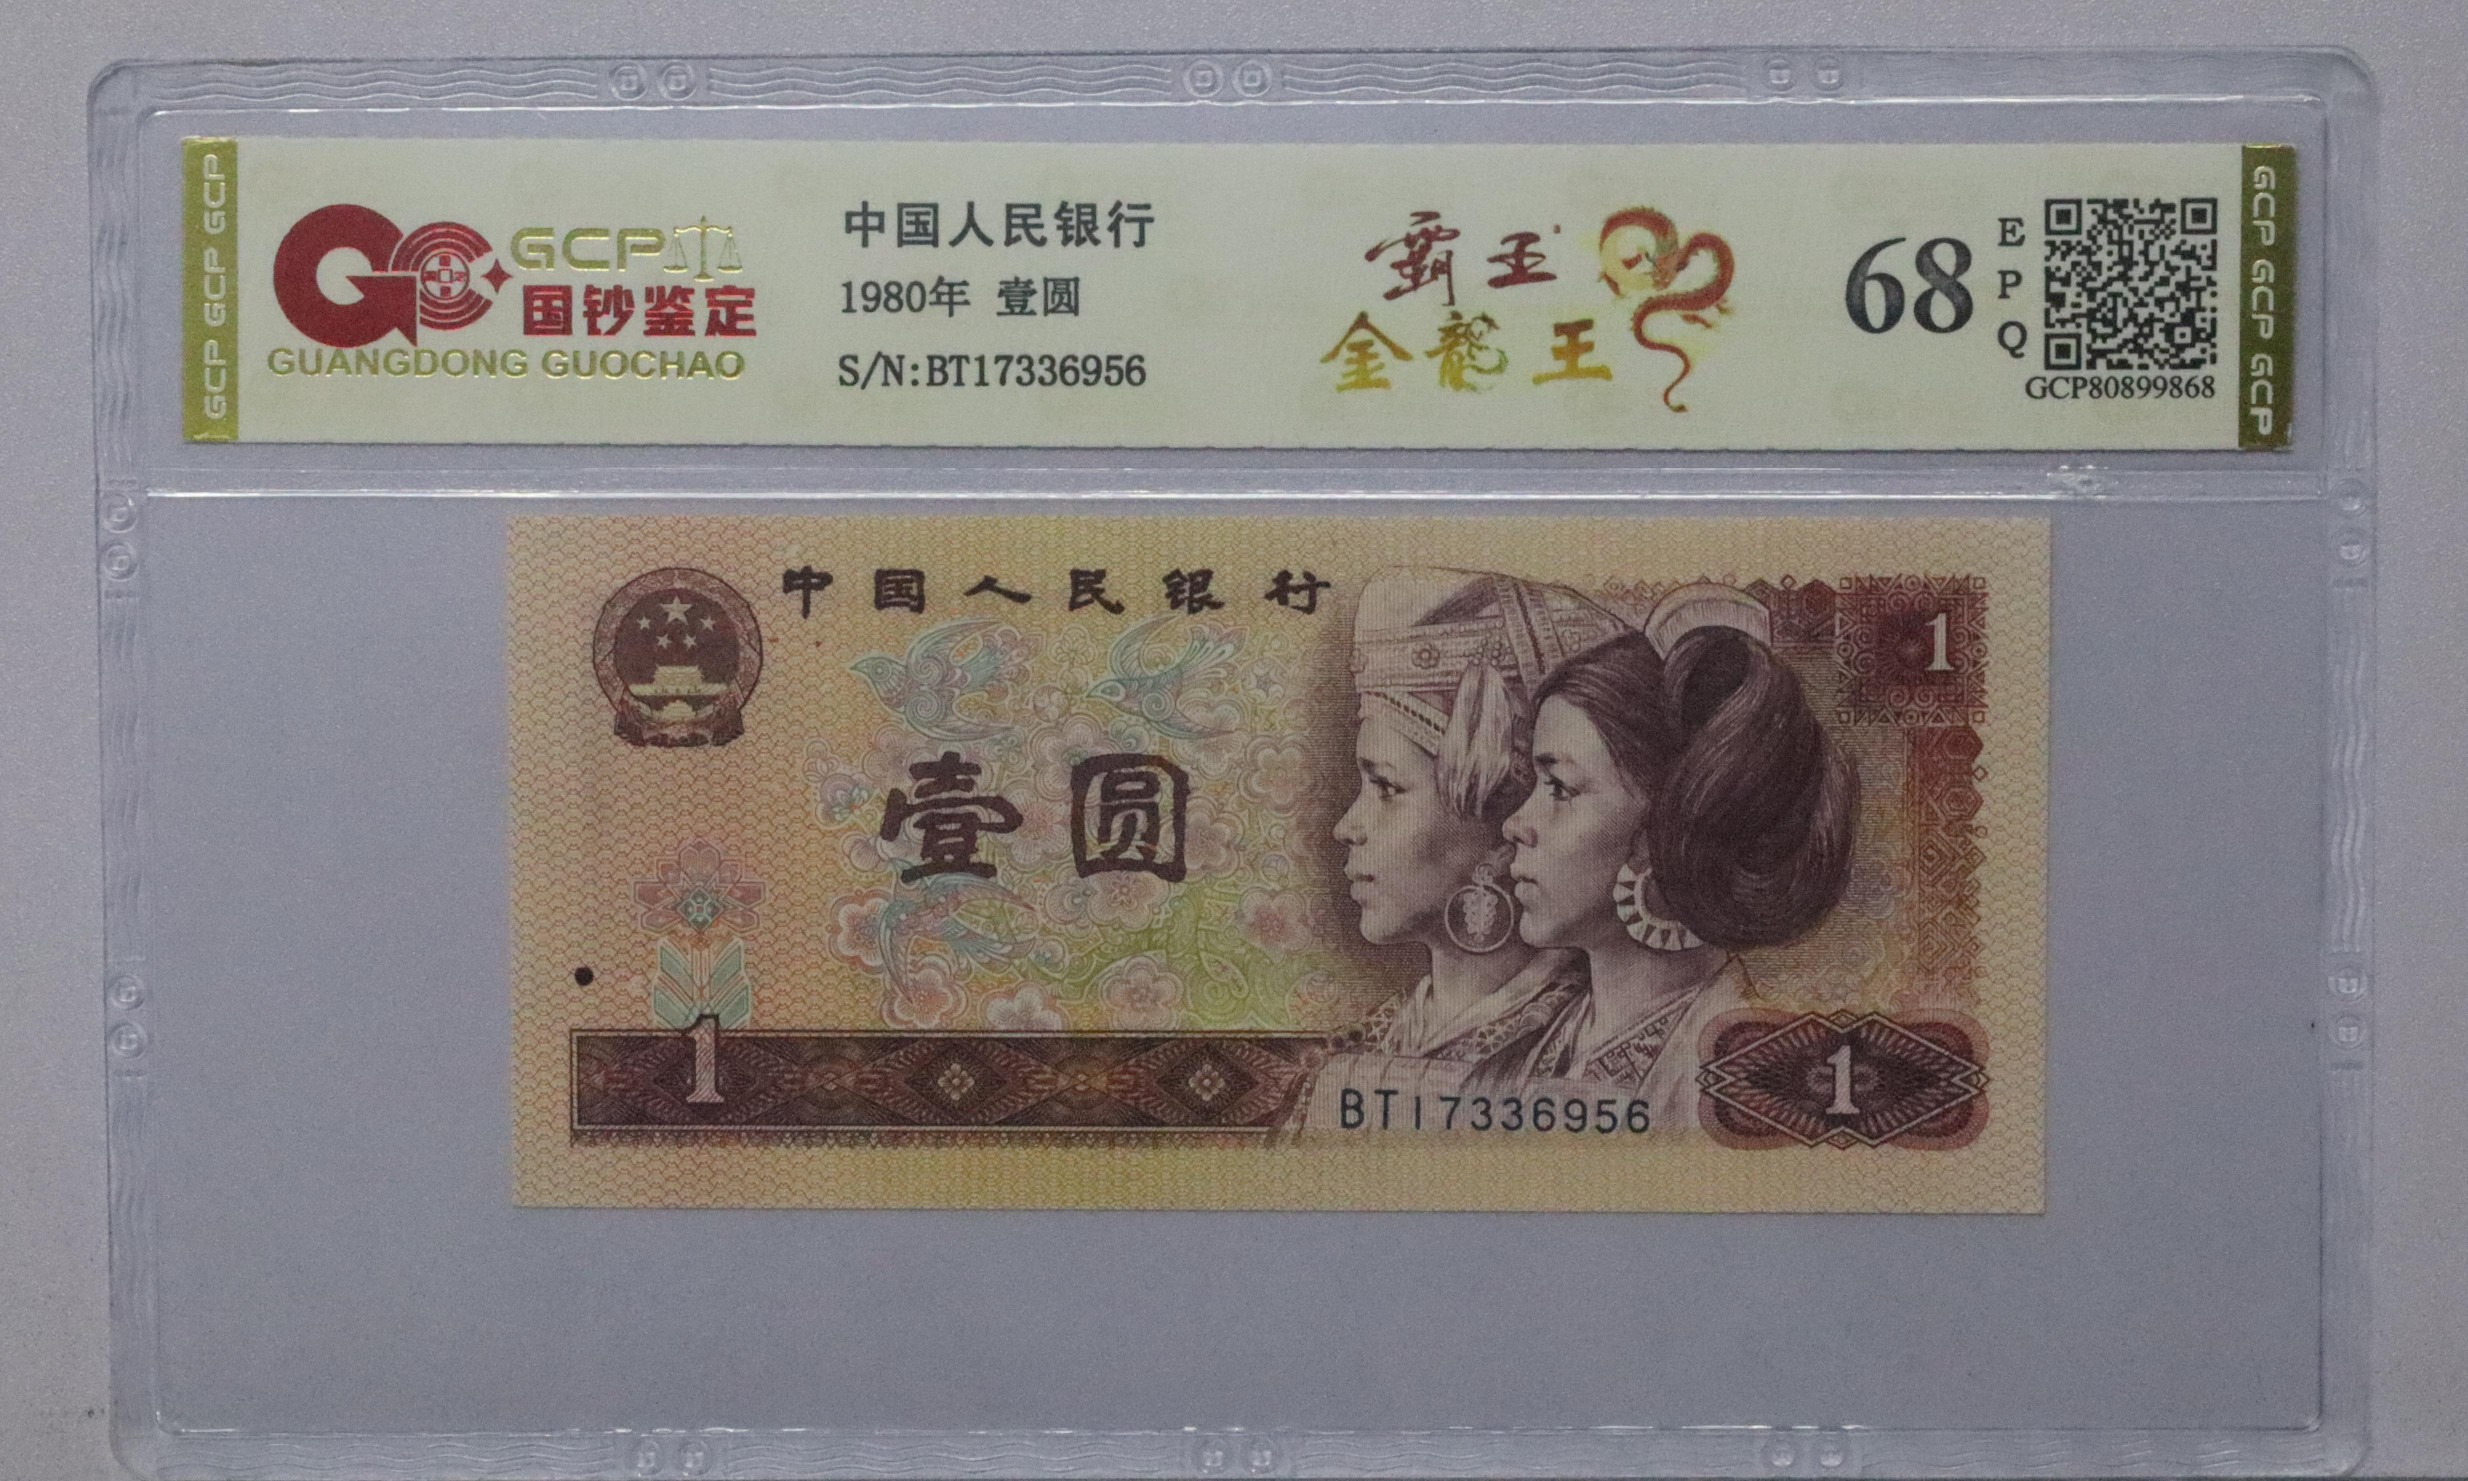 GCP GCP GCP
GCP
国钞鉴定
GUANGDONG GUOCHAO
中国人民银行
1980年 壹圆
S/N:BT17336956
霸王
金龍王
68
EPQ
GCP80899868
GCP GCP GCP
中国人民银行
1
壹圆
1
1
BT17336956